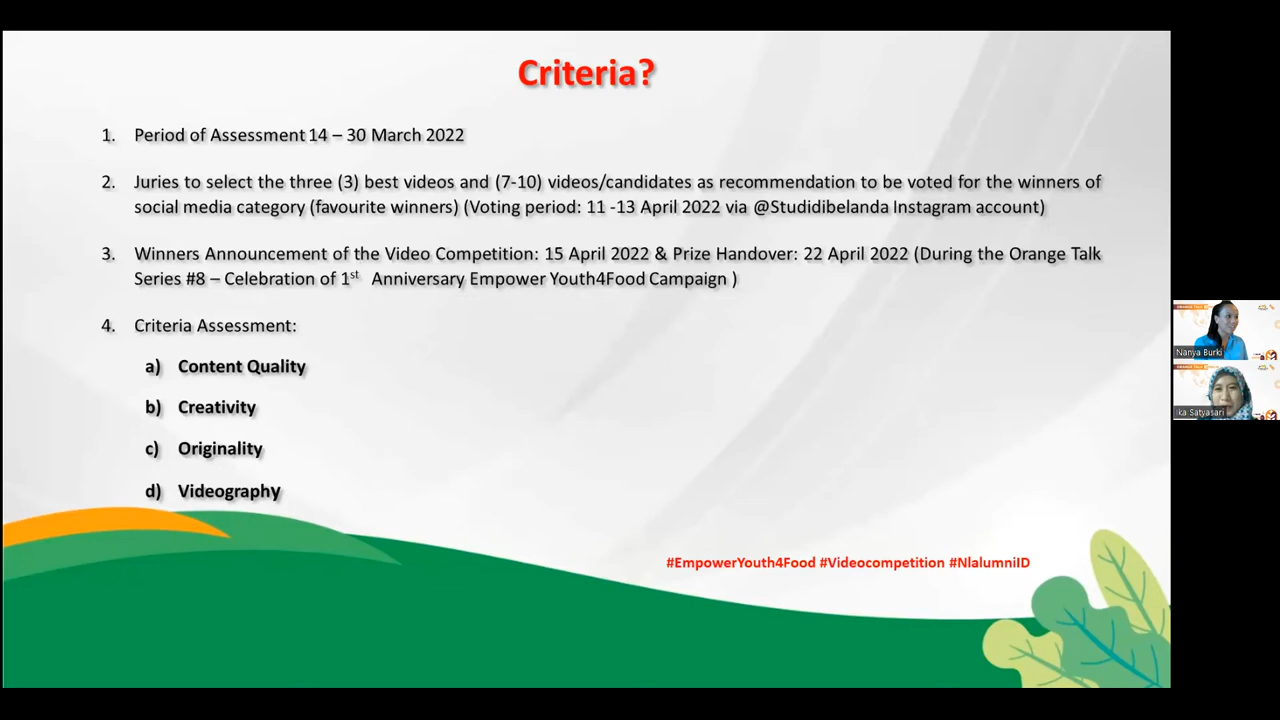 Criteria?
1. Period of Assessment 14 – 30 March 2022
2. Juries to select the three (3) best videos and (7-10) videos/candidates as recommendation to be voted for the winners of
social media category (favourite winners) (Voting period: 11 -13 April 2022 via @Studidibelanda Instagram account)
3. Winners Announcement of the Video Competition: 15 April 2022 & Prize Handover: 22 April 2022 (During the Orange Talk
Series #8 – Celebration of 1st Anniversary Empower Youth4Food Campaign )
4. Criteria Assessment:
a) Content Quality
b) Creativity
c) Originality
d) Videography
#EmpowerYouth4Food #Videocompetition #NlalumniID
Nanya Burki
Ika Satyasari